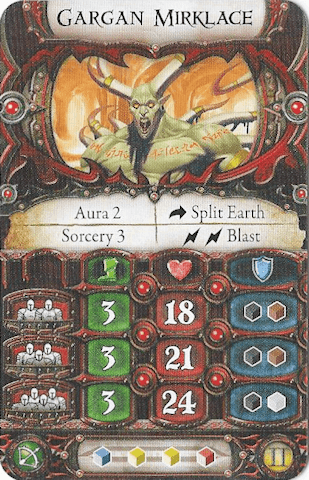 Gargan Mirklace
Aura 2
Split Earth
Sorcery 3
Blast
3 18
3 21
3 24
II